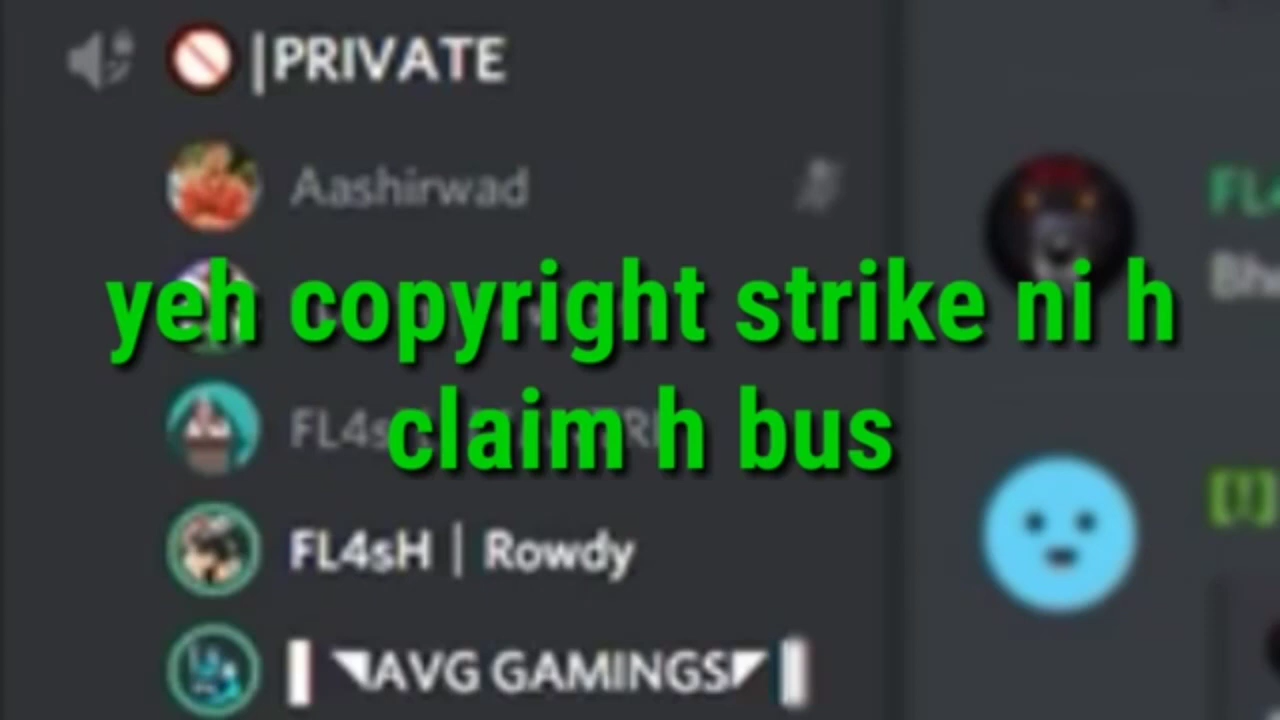 |PRIVATE
Aashirwad
yeh copyright strike ni h
claim h bus
FL4sH | Rowdy
▌◥AVG GAMINGS◤▐